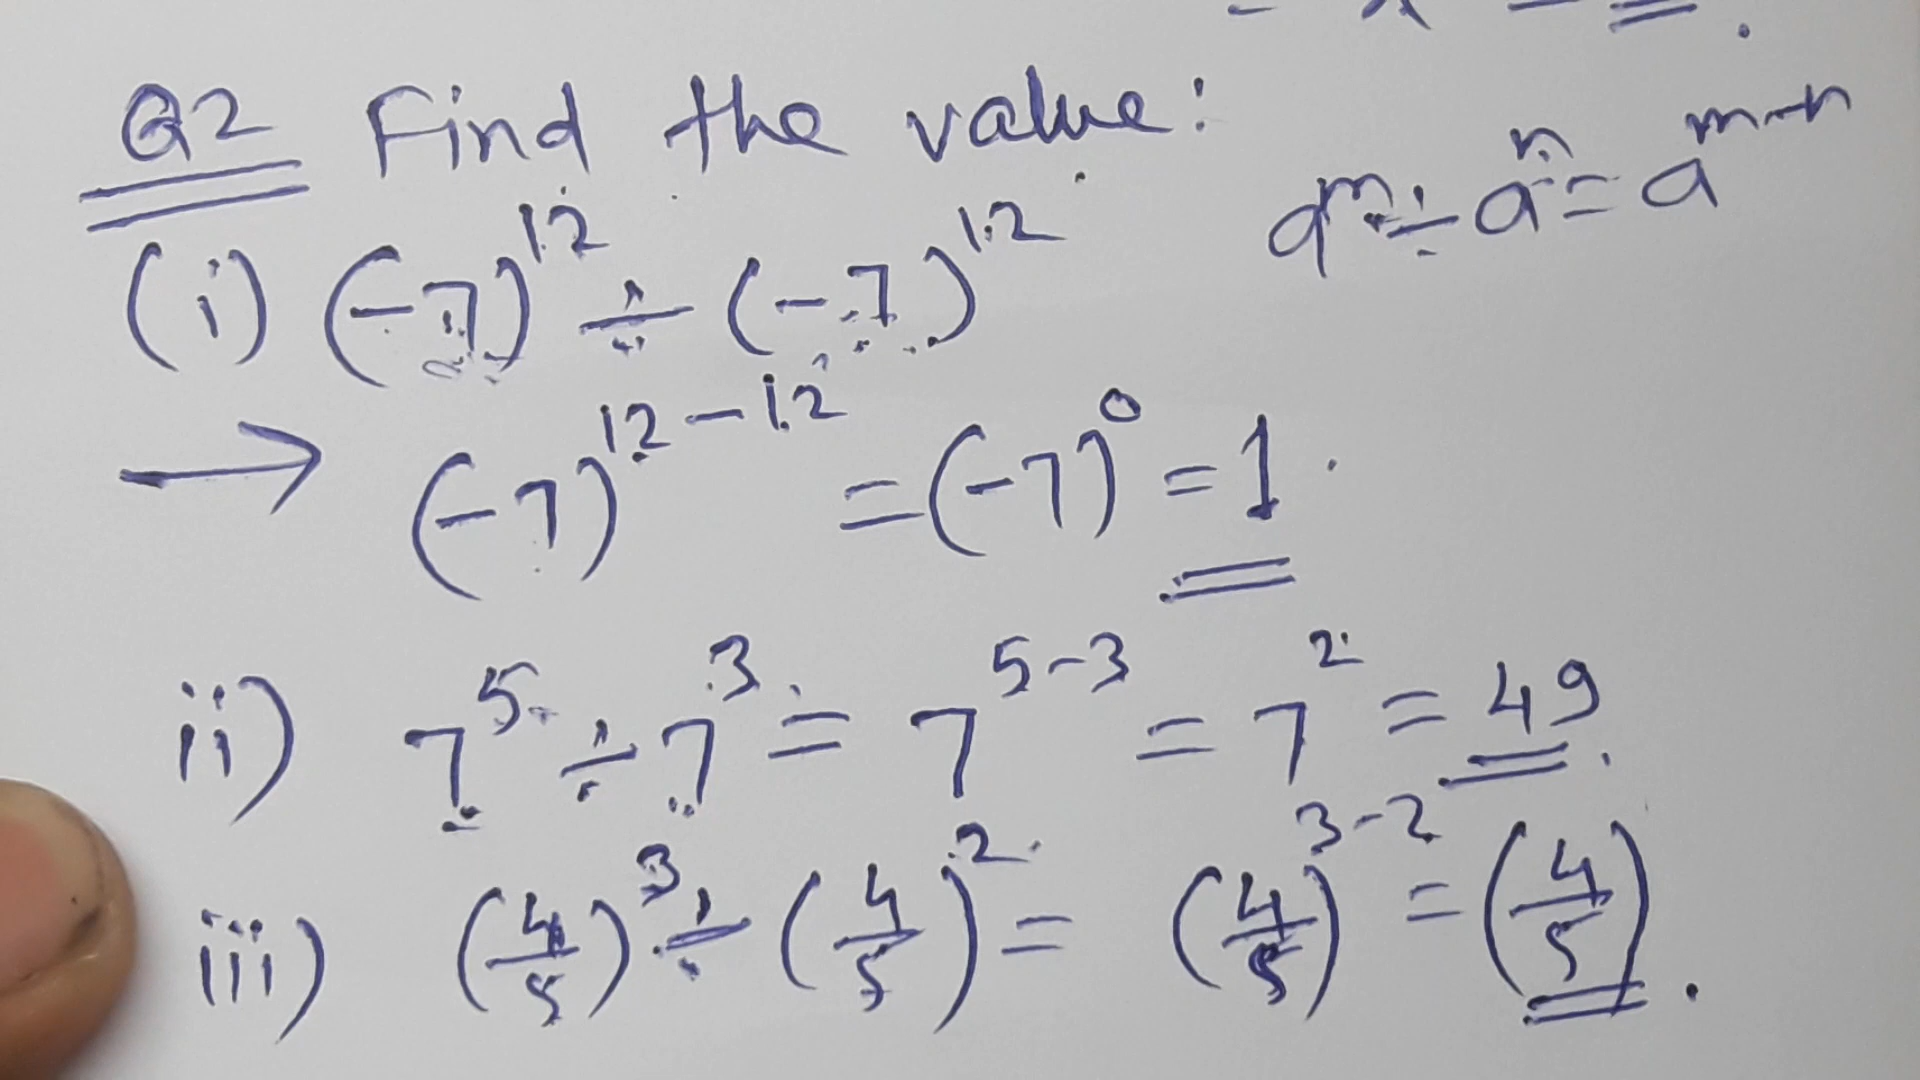 Q2 Find the value:
a^m ÷ a^n = a^(m-n)
(i) (-7)^12 ÷ (-7)^12
→ (-7)^(12-12) = (-7)^0 = 1.
ii) 7^5 ÷ 7^3 = 7^(5-3) = 7^2 = 49.
iii) (4/5)^3 ÷ (4/5)^2 = (4/5)^(3-2) = (4/5).